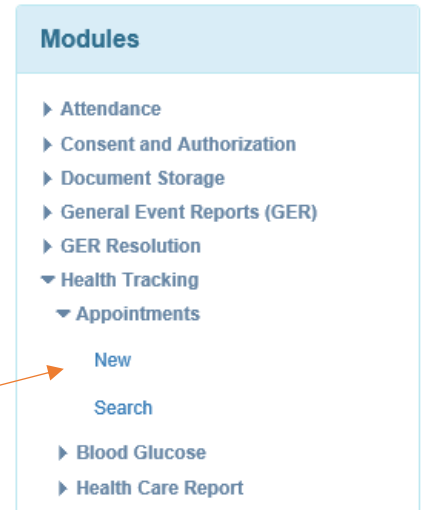 Modules
Attendance
Consent and Authorization
Document Storage
General Event Reports (GER)
GER Resolution
Health Tracking
Appointments
New
Search
Blood Glucose
Health Care Report